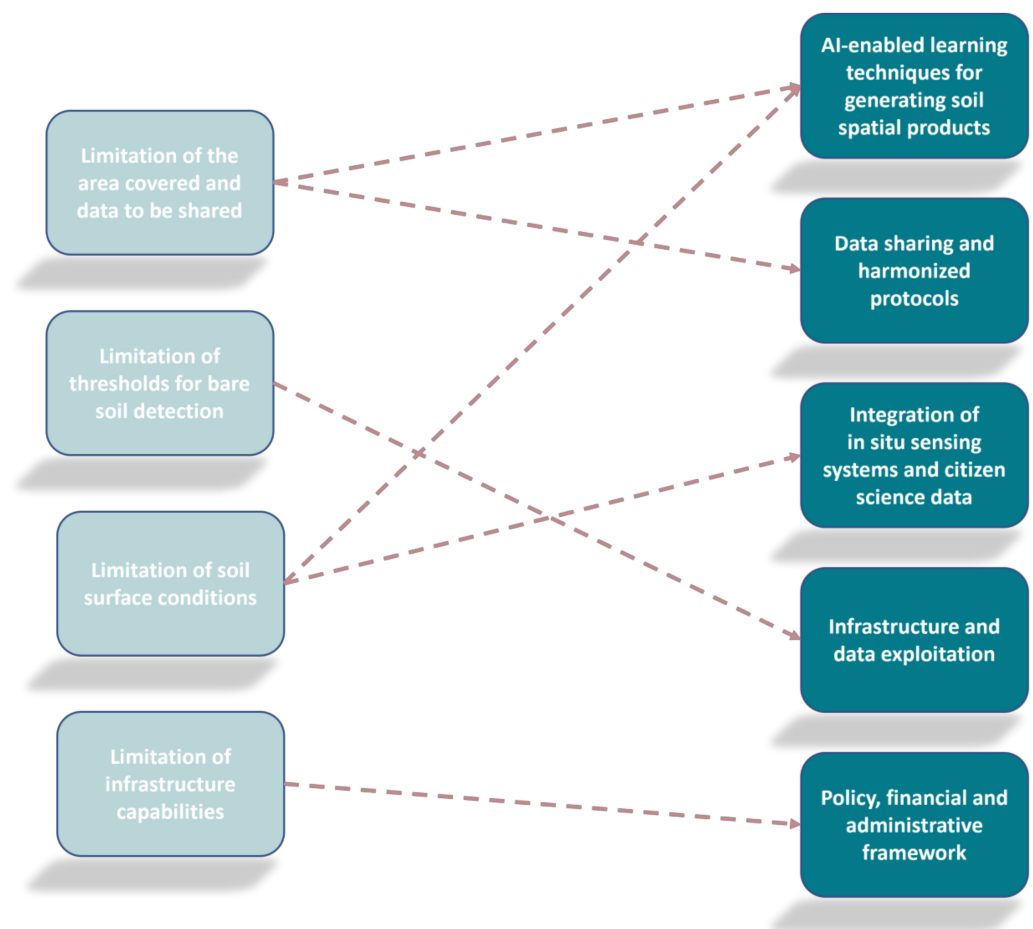 Limitation of the
area covered and
data to be shared
Limitation of
thresholds for bare
soil detection
Limitation of soil
surface conditions
Limitation of
infrastructure
capabilities
AI-enabled learning
techniques for
generating soil
spatial products
Data sharing and
harmonized
protocols
Integration of
in situ sensing
systems and citizen
science data
Infrastructure and
data exploitation
Policy, financial and
administrative
framework